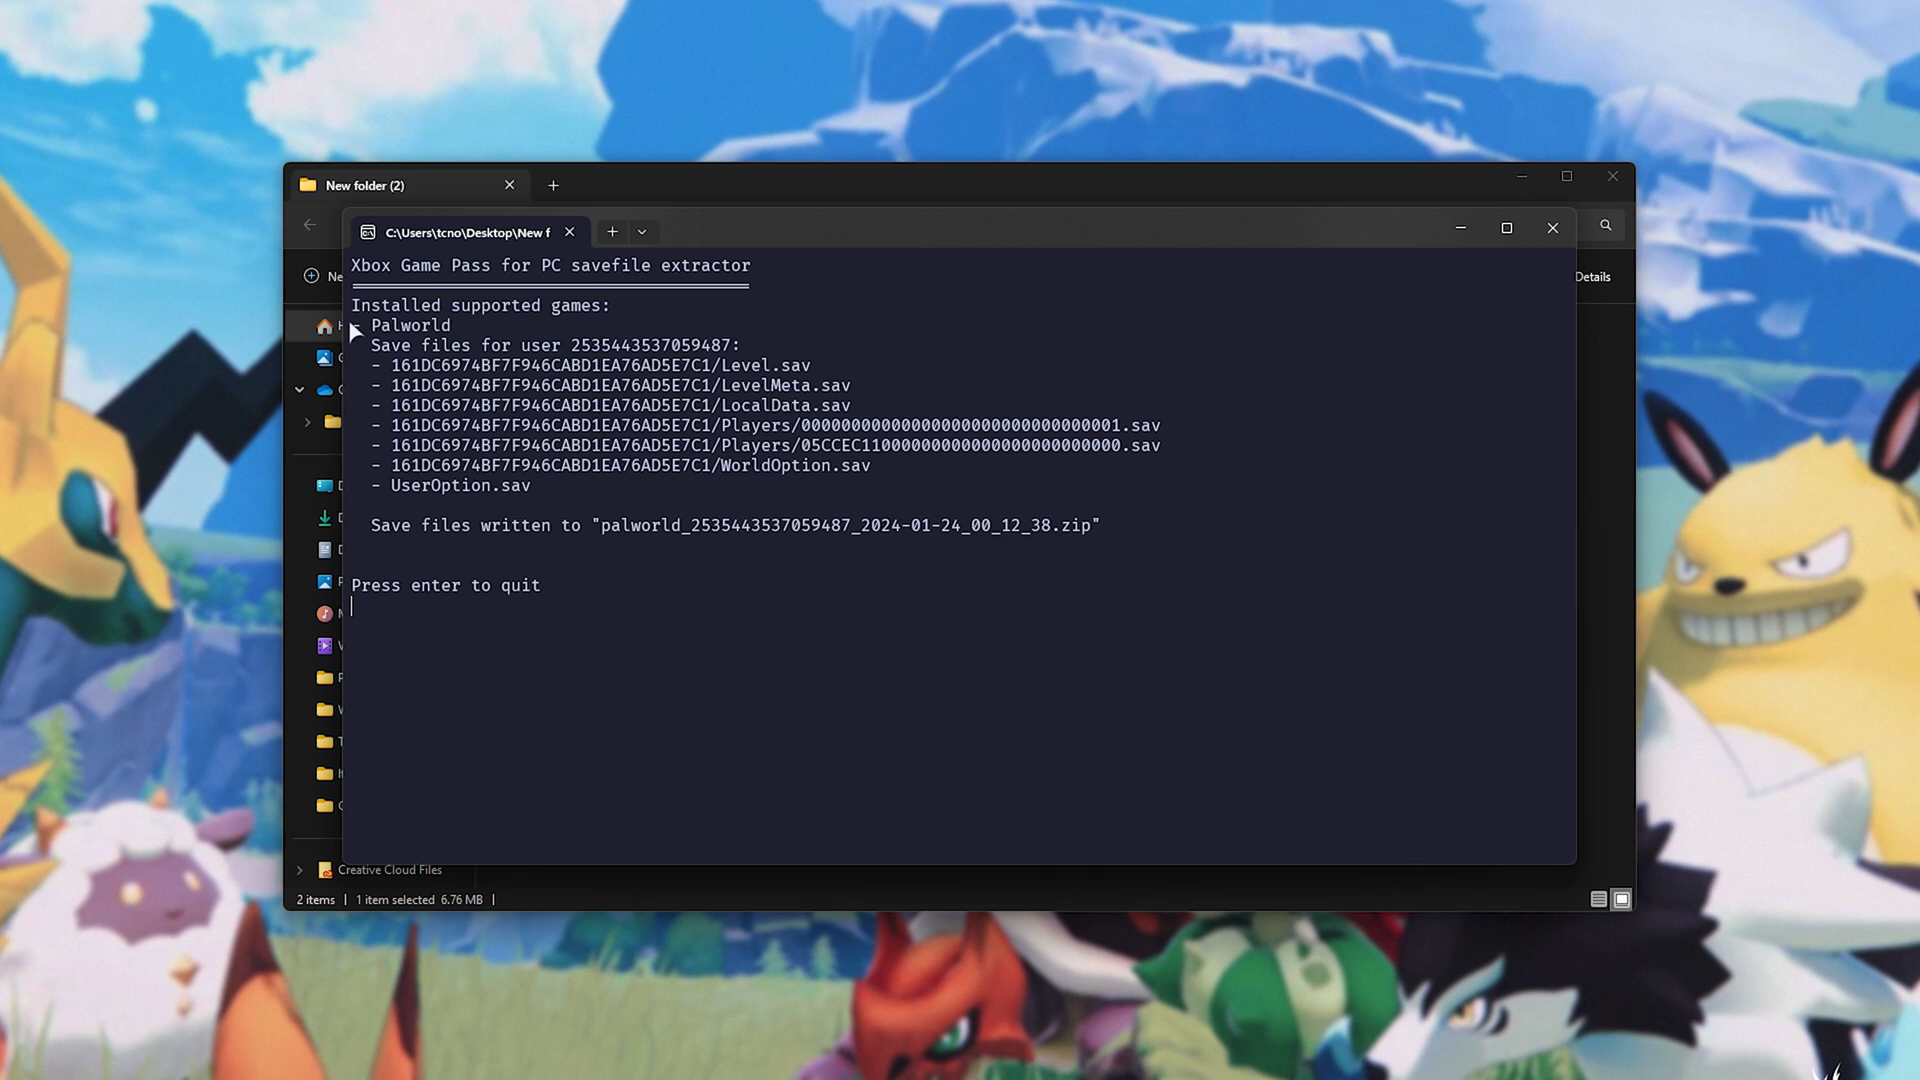 New folder (2)
C:\Users\tcno\Desktop\New f
Ne
Details
Xbox Game Pass for PC savefile extractor
Installed supported games:
- Palworld
Save files for user 2535443537059487:
- 161DC6974BF7F946CABD1EA76AD5E7C1/Level.sav
- 161DC6974BF7F946CABD1EA76AD5E7C1/LevelMeta.sav
- 161DC6974BF7F946CABD1EA76AD5E7C1/LocalData.sav
- 161DC6974BF7F946CABD1EA76AD5E7C1/Players/00000000000000000000000000000001.sav
- 161DC6974BF7F946CABD1EA76AD5E7C1/Players/05CCEC11000000000000000000000000.sav
- 161DC6974BF7F946CABD1EA76AD5E7C1/WorldOption.sav
- UserOption.sav
Save files written to "palworld_2535443537059487_2024-01-24_00_12_38.zip"
Press enter to quit
Creative Cloud Files
2 items | 1 item selected 6.76 MB |